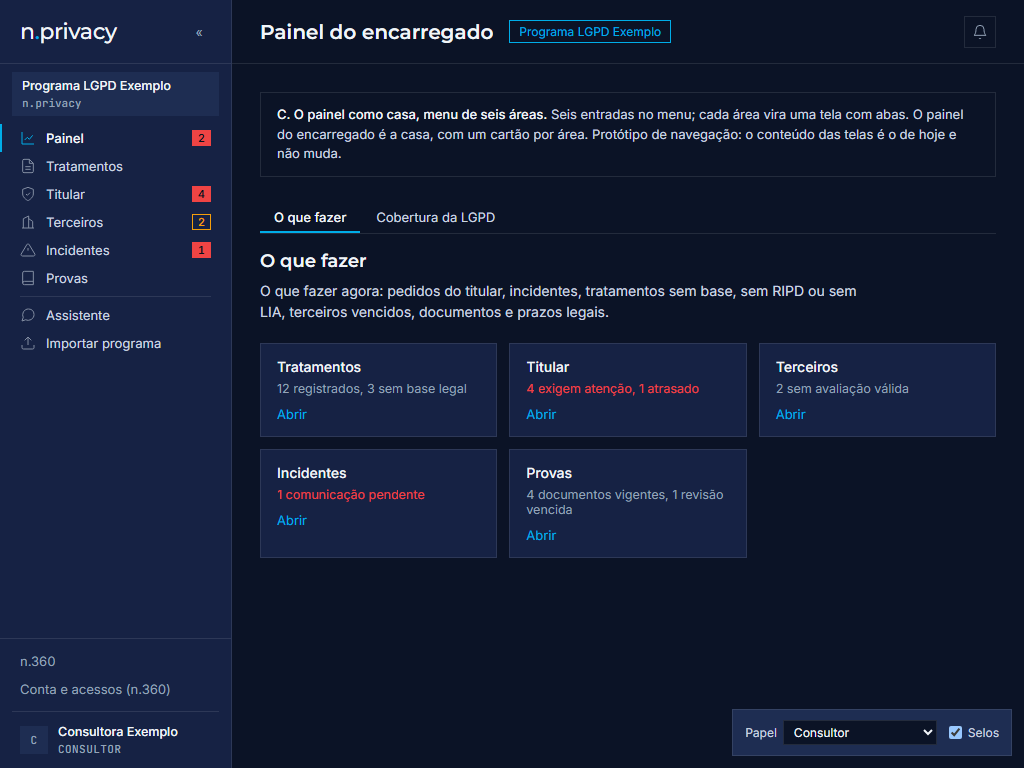 n.privacy
«
Programa LGPD Exemplo
n.privacy
Painel 2
Tratamentos
Titular 4
Terceiros 2
Incidentes 1
Provas
Assistente
Importar programa
n.360
Conta e acessos (n.360)
C
Consultora Exemplo
CONSULTOR
Painel do encarregado
Programa LGPD Exemplo
C. O painel como casa, menu de seis áreas. Seis entradas no menu; cada área vira uma tela com abas. O painel
do encarregado é a casa, com um cartão por área. Protótipo de navegação: o conteúdo das telas é o de hoje e
não muda.
O que fazer
Cobertura da LGPD
O que fazer
O que fazer agora: pedidos do titular, incidentes, tratamentos sem base, sem RIPD ou sem
LIA, terceiros vencidos, documentos e prazos legais.
Tratamentos
12 registrados, 3 sem base legal
Abrir
Titular
4 exigem atenção, 1 atrasado
Abrir
Terceiros
2 sem avaliação válida
Abrir
Incidentes
1 comunicação pendente
Abrir
Provas
4 documentos vigentes, 1 revisão
vencida
Abrir
Papel
Consultor
Selos